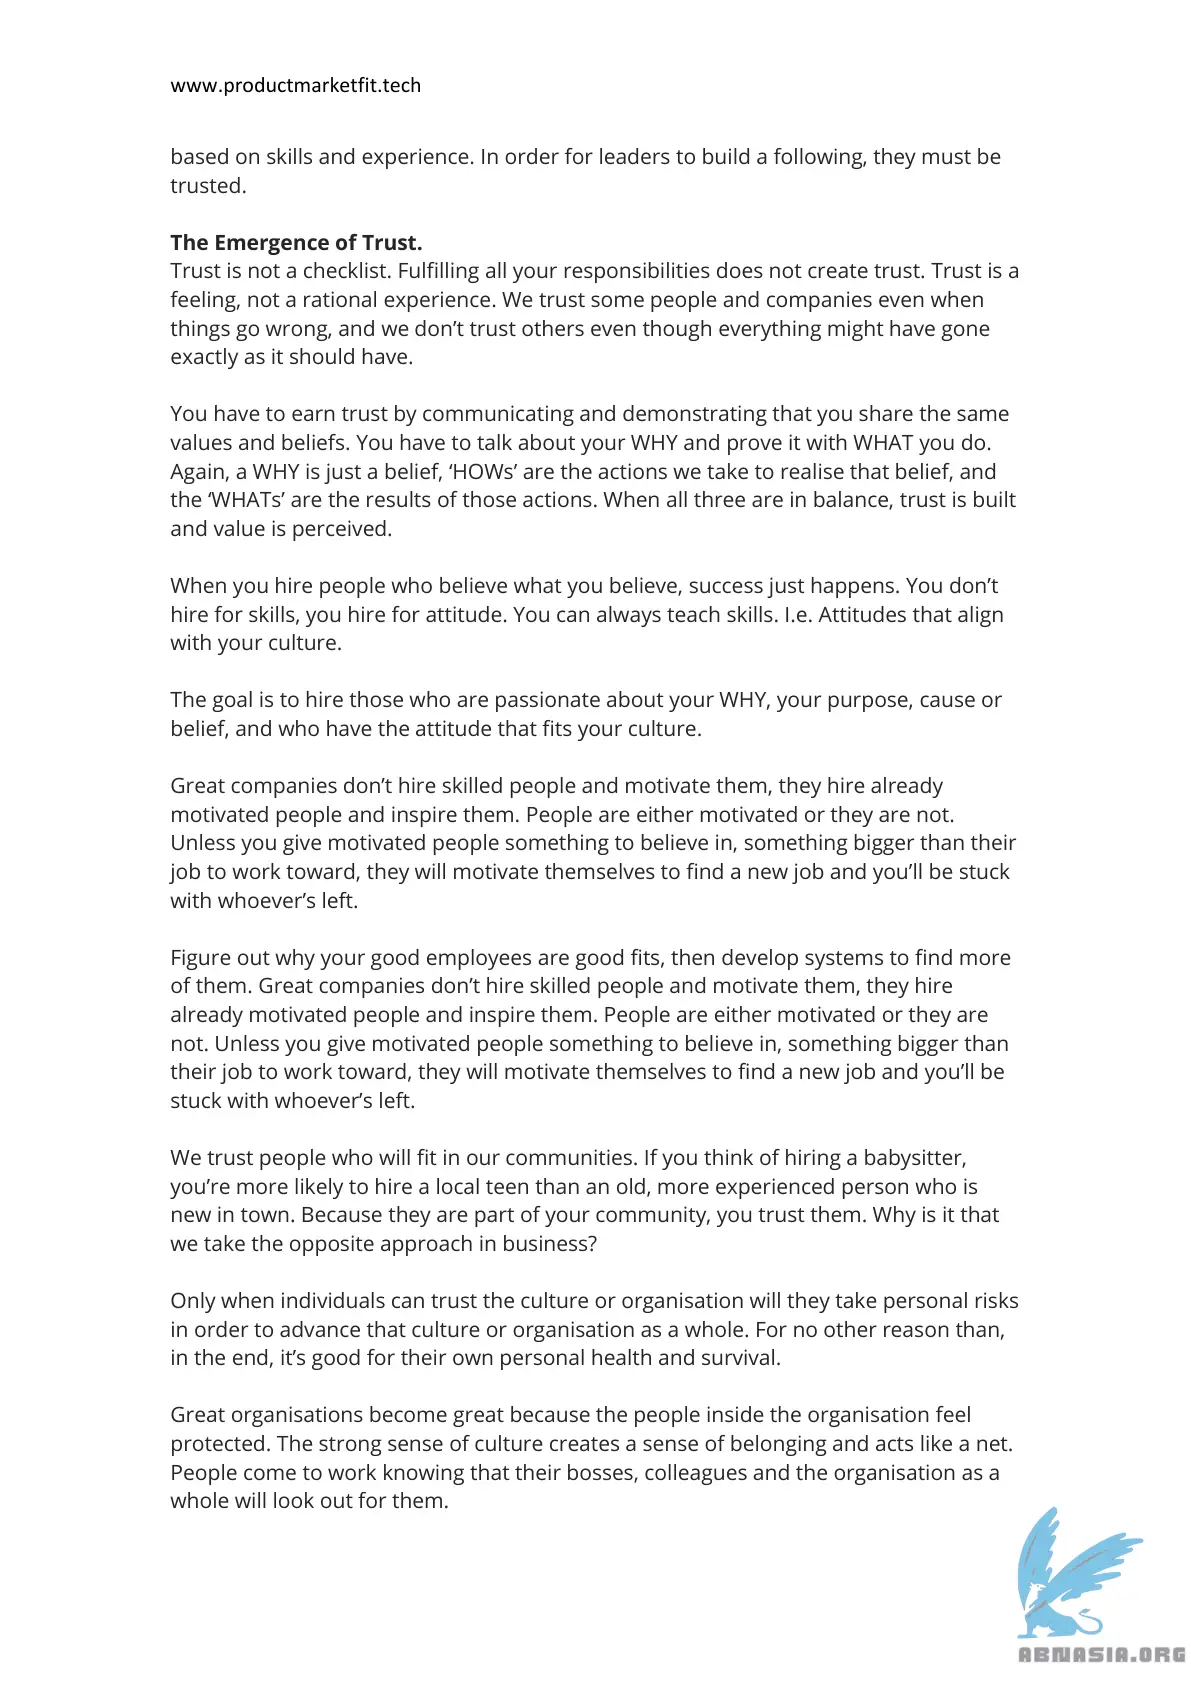 www.productmarketfit.tech
based on skills and experience. In order for leaders to build a following, they must be
trusted.
The Emergence of Trust.
Trust is not a checklist. Fulfilling all your responsibilities does not create trust. Trust is a
feeling, not a rational experience. We trust some people and companies even when
things go wrong, and we don’t trust others even though everything might have gone
exactly as it should have.
You have to earn trust by communicating and demonstrating that you share the same
values and beliefs. You have to talk about your WHY and prove it with WHAT you do.
Again, a WHY is just a belief, ‘HOWs’ are the actions we take to realise that belief, and
the ‘WHATs’ are the results of those actions. When all three are in balance, trust is built
and value is perceived.
When you hire people who believe what you believe, success just happens. You don’t
hire for skills, you hire for attitude. You can always teach skills. I.e. Attitudes that align
with your culture.
The goal is to hire those who are passionate about your WHY, your purpose, cause or
belief, and who have the attitude that fits your culture.
Great companies don’t hire skilled people and motivate them, they hire already
motivated people and inspire them. People are either motivated or they are not.
Unless you give motivated people something to believe in, something bigger than their
job to work toward, they will motivate themselves to find a new job and you’ll be stuck
with whoever’s left.
Figure out why your good employees are good fits, then develop systems to find more
of them. Great companies don’t hire skilled people and motivate them, they hire
already motivated people and inspire them. People are either motivated or they are
not. Unless you give motivated people something to believe in, something bigger than
their job to work toward, they will motivate themselves to find a new job and you’ll be
stuck with whoever’s left.
We trust people who will fit in our communities. If you think of hiring a babysitter,
you’re more likely to hire a local teen than an old, more experienced person who is
new in town. Because they are part of your community, you trust them. Why is it that
we take the opposite approach in business?
Only when individuals can trust the culture or organisation will they take personal risks
in order to advance that culture or organisation as a whole. For no other reason than,
in the end, it’s good for their own personal health and survival.
Great organisations become great because the people inside the organisation feel
protected. The strong sense of culture creates a sense of belonging and acts like a net.
People come to work knowing that their bosses, colleagues and the organisation as a
whole will look out for them.
ABNASIA.ORG